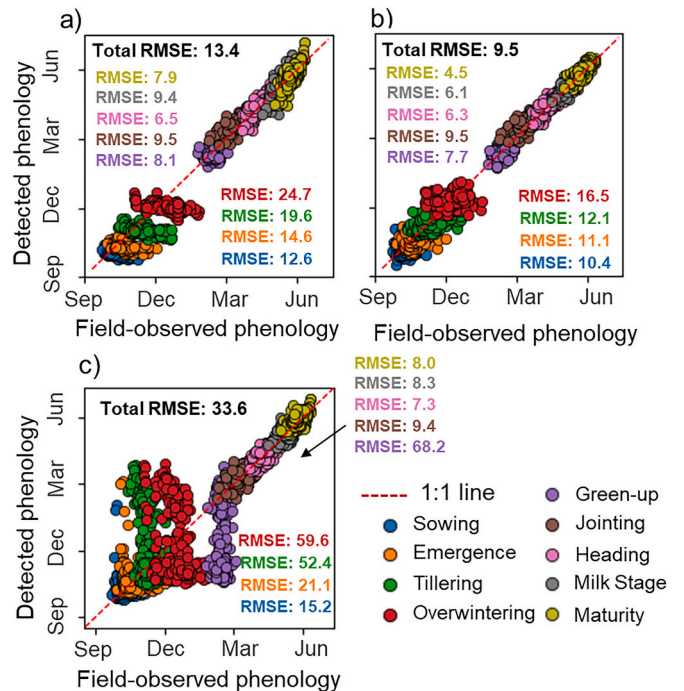 a)
Total RMSE: 13.4
RMSE: 7.9
RMSE: 9.4
RMSE: 6.5
RMSE: 9.5
RMSE: 8.1
RMSE: 24.7
RMSE: 19.6
RMSE: 14.6
RMSE: 12.6
Jun
Mar
Dec
Sep
Detected phenology
Sep Dec Mar Jun
Field-observed phenology
b)
Total RMSE: 9.5
RMSE: 4.5
RMSE: 6.1
RMSE: 6.3
RMSE: 9.5
RMSE: 7.7
RMSE: 16.5
RMSE: 12.1
RMSE: 11.1
RMSE: 10.4
Sep Dec Mar Jun
Field-observed phenology
c)
Total RMSE: 33.6
RMSE: 8.0
RMSE: 8.3
RMSE: 7.3
RMSE: 9.4
RMSE: 68.2
RMSE: 59.6
RMSE: 52.4
RMSE: 21.1
RMSE: 15.2
Jun
Mar
Dec
Sep
Detected phenology
Sep Dec Mar Jun
Field-observed phenology
1:1 line
Sowing
Emergence
Tillering
Overwintering
Green-up
Jointing
Heading
Milk Stage
Maturity